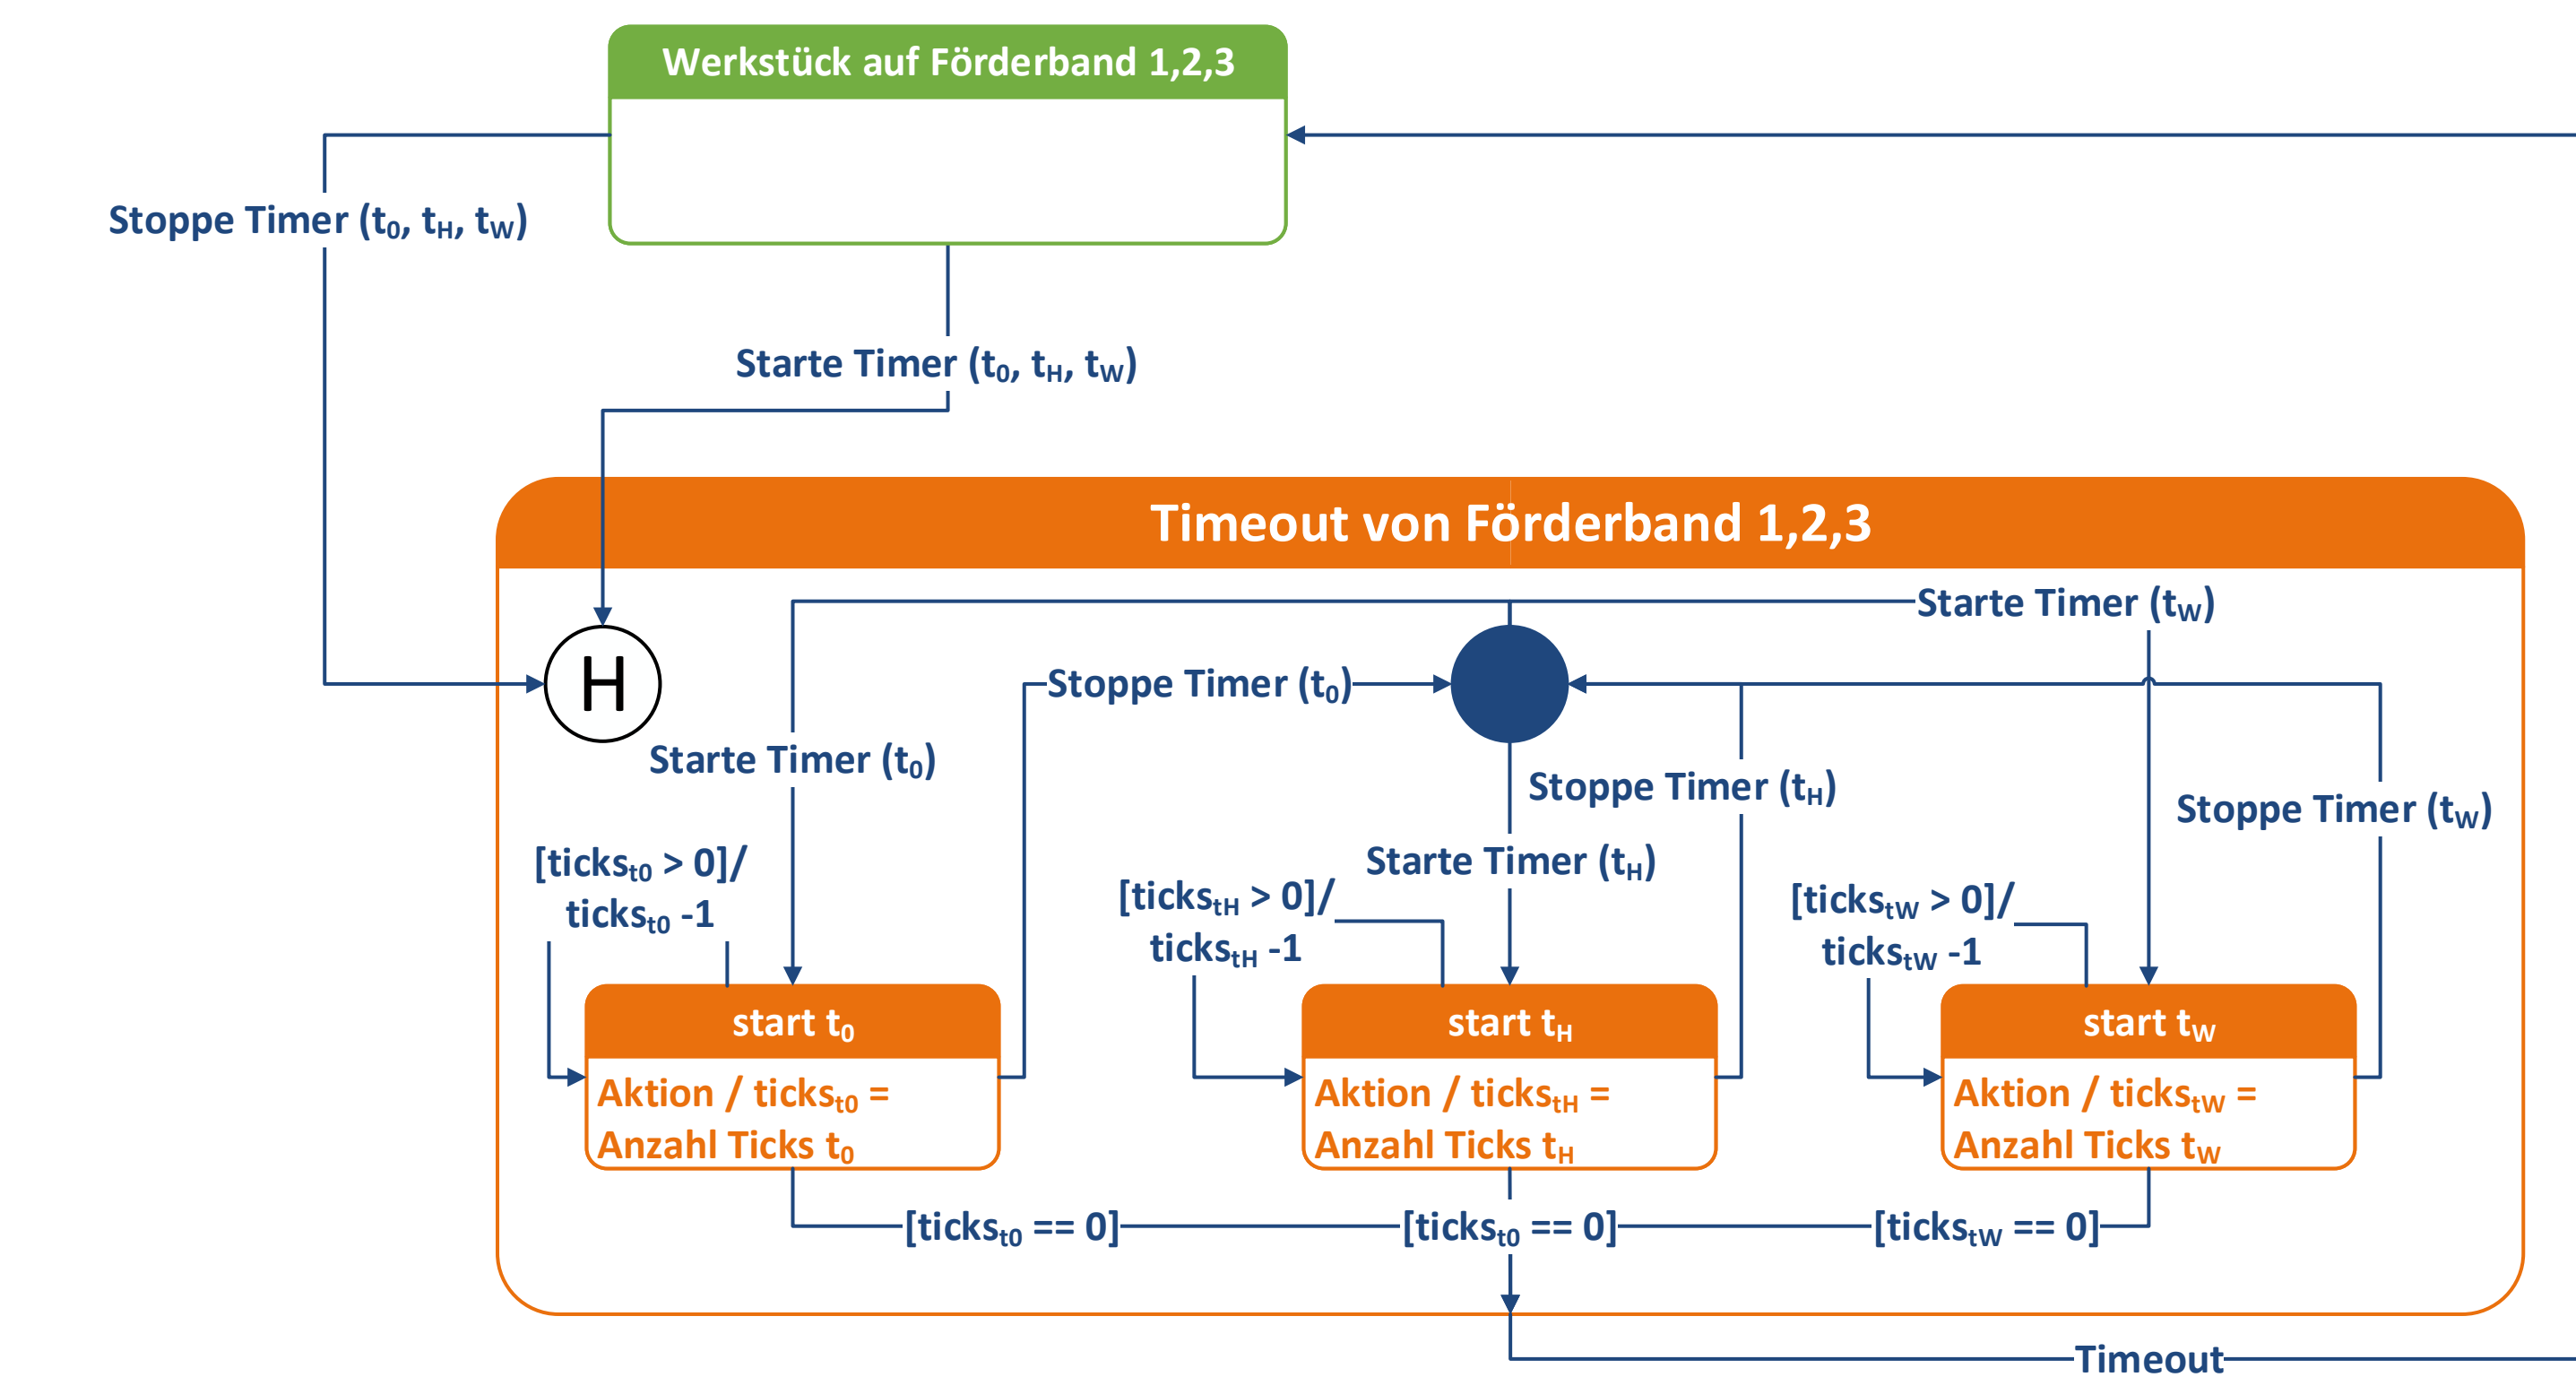 Werkstück auf Förderband 1,2,3
Stoppe Timer (t0, tH, tW)
Starte Timer (t0, tH, tW)
Timeout von Förderband 1,2,3
Starte Timer (tW)
H
Stoppe Timer (t0)
Starte Timer (t0)
Stoppe Timer (tH)
Stoppe Timer (tW)
[tickst0 > 0]/
tickst0 -1
Starte Timer (tH)
[tickstH > 0]/
tickstH -1
[tickstW > 0]/
tickstW -1
start t0
Aktion / tickst0 =
Anzahl Ticks t0
start tH
Aktion / tickstH =
Anzahl Ticks tH
start tW
Aktion / tickstW =
Anzahl Ticks tW
[tickst0 == 0]
[tickst0 == 0]
[tickstW == 0]
Timeout